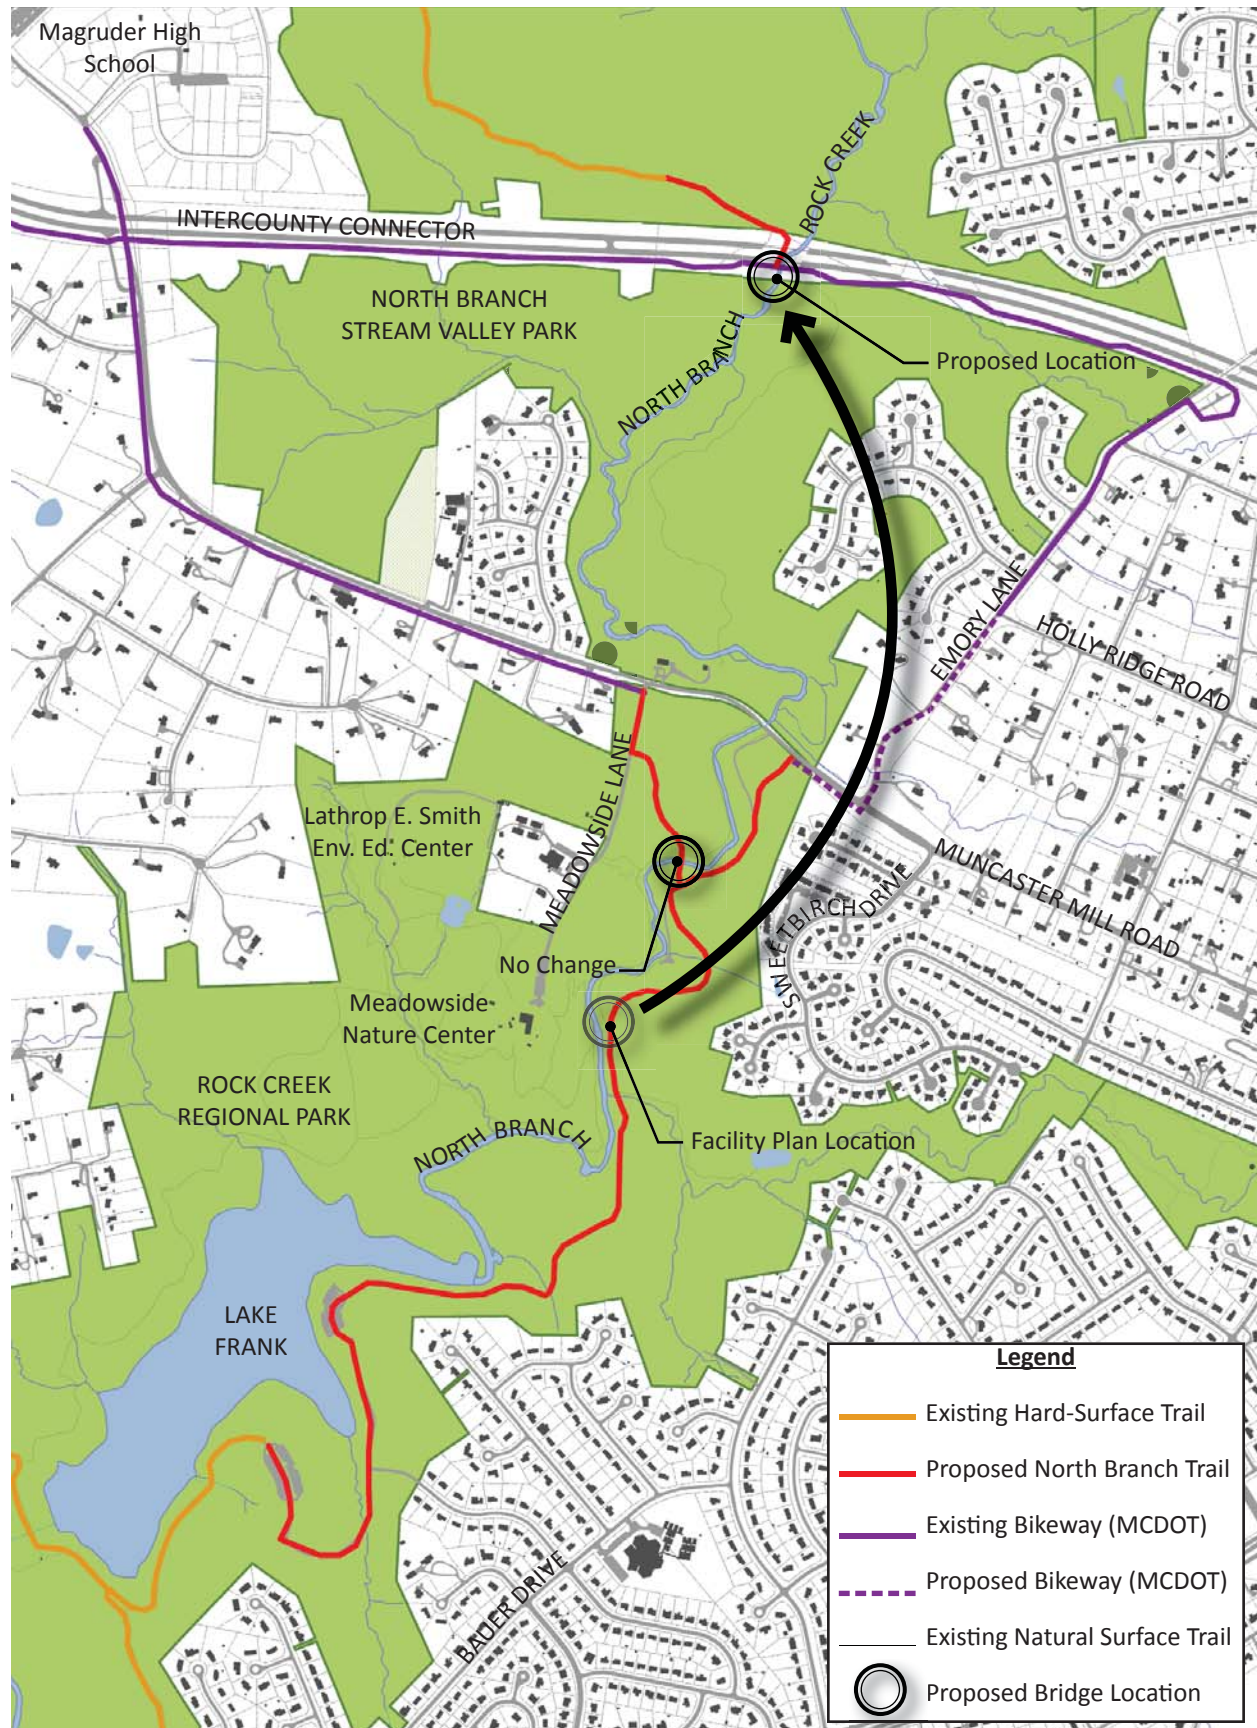 Magruder High
School
ROCK CREEK
INTERCOUNTY CONNECTOR
NORTH BRANCH
STREAM VALLEY PARK
NORTH BRANCH
Proposed Location
EMORY LANE
HOLLY RIDGE ROAD
MEADOWSIDE LANE
Lathrop E. Smith
Env. Ed. Center
MUNCASTER MILL ROAD
SWEETBIRCH DRIVE
No Change
Meadowside
Nature Center
ROCK CREEK
REGIONAL PARK
NORTH BRANCH
Facility Plan Location
LAKE
FRANK
BAUER DRIVE
Legend
Existing Hard-Surface Trail
Proposed North Branch Trail
Existing Bikeway (MCDOT)
Proposed Bikeway (MCDOT)
Existing Natural Surface Trail
Proposed Bridge Location